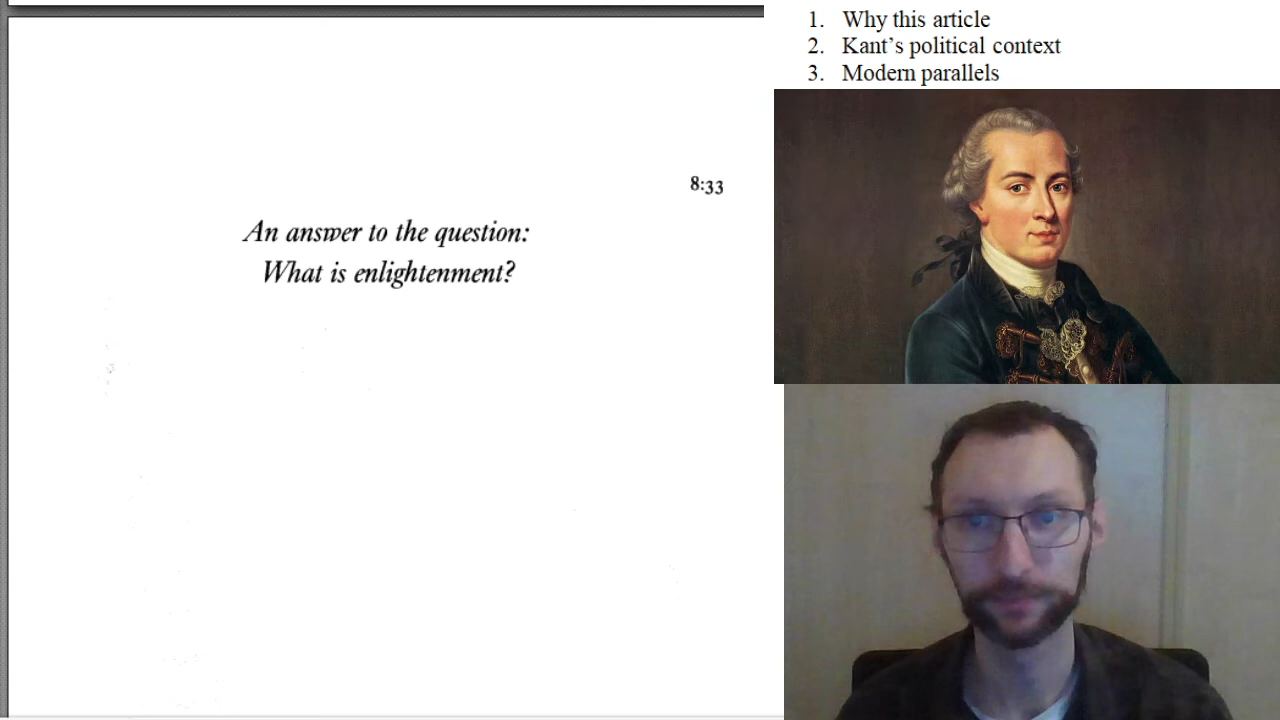 8:33
An answer to the question:
What is enlightenment?
1. Why this article
2. Kant's political context
3. Modern parallels